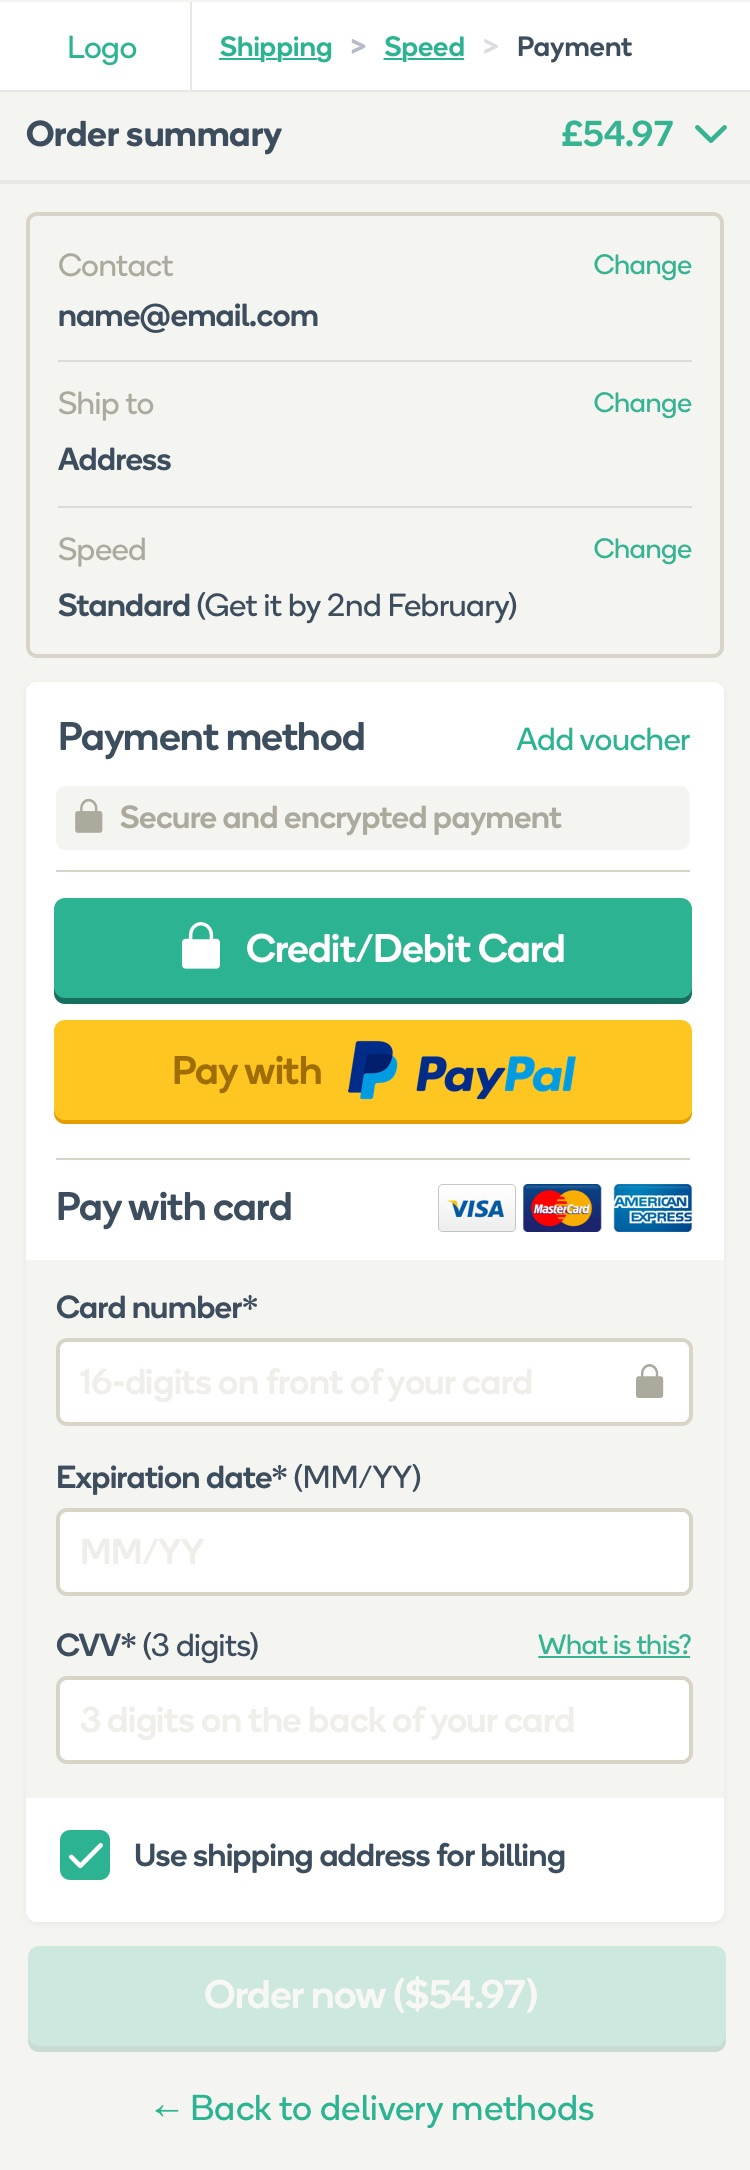 Logo
Shipping > Speed > Payment
Order summary £54.97
Contact Change
name@email.com
Ship to Change
Address
Speed Change
Standard (Get it by 2nd February)
Payment method Add voucher
Secure and encrypted payment
Credit/Debit Card
Pay with PayPal
Pay with card VISA MasterCard AMERICAN EXPRESS
Card number*
16-digits on front of your card
Expiration date* (MM/YY)
MM/YY
CVV* (3 digits) What is this?
3 digits on the back of your card
Use shipping address for billing
Order now ($54.97)
← Back to delivery methods